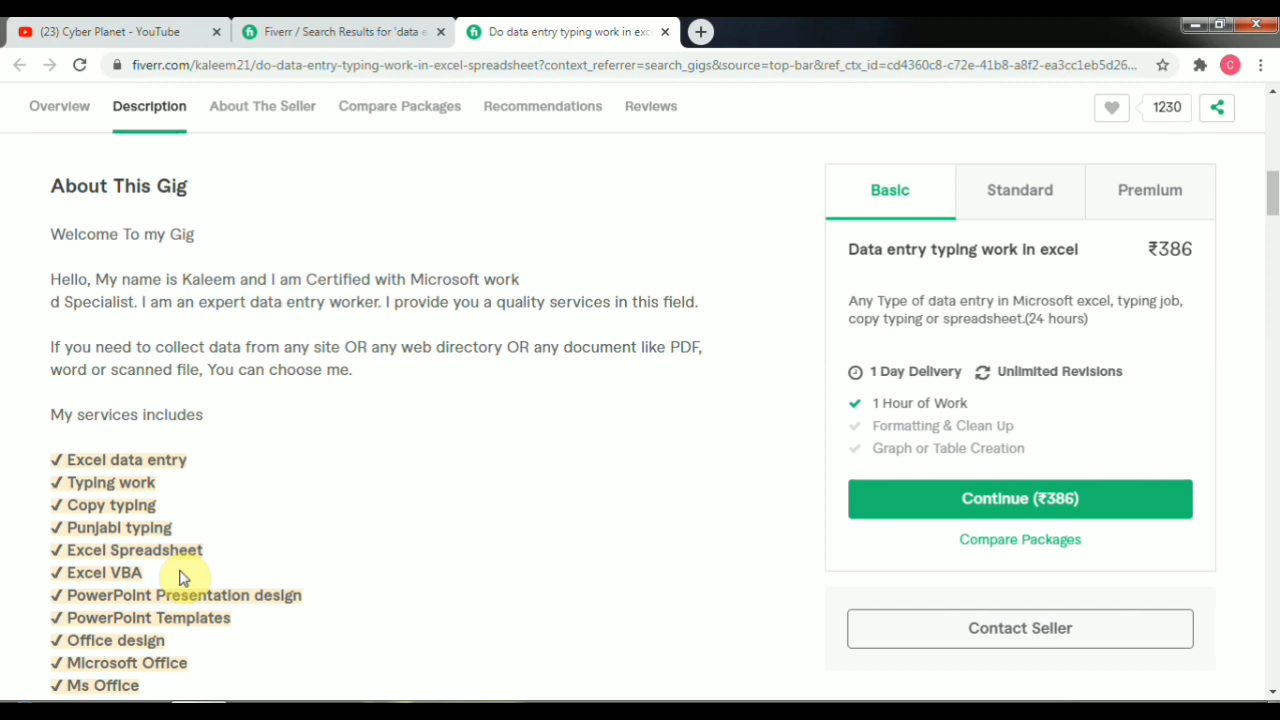 (23) Cyber Planet - YouTube
Fiverr / Search Results for 'data e
Do data entry typing work in exc
fiverr.com/kaleem21/do-data-entry-typing-work-in-excel-spreadsheet?context_referrer=search_gigs&source=top-bar&ref_ctx_id=cd4360c8-c72e-41b8-a8f2-ea3cc1eb5d26...
C
Overview
Description
About The Seller
Compare Packages
Recommendations
Reviews
1230
About This Gig
Welcome To my Gig
Hello, My name is Kaleem and I am Certified with Microsoft work
d Specialist. I am an expert data entry worker. I provide you a quality services in this field.
If you need to collect data from any site OR any web directory OR any document like PDF,
word or scanned file, You can choose me.
My services includes
✓ Excel data entry
✓ Typing work
✓ Copy typing
✓ Punjabi typing
✓ Excel Spreadsheet
✓ Excel VBA
✓ PowerPoint Presentation design
✓ PowerPoint Templates
✓ Office design
✓ Microsoft Office
✓ Ms Office
Basic
Standard
Premium
Data entry typing work in excel
₹386
Any Type of data entry in Microsoft excel, typing job,
copy typing or spreadsheet.(24 hours)
1 Day Delivery
Unlimited Revisions
1 Hour of Work
Formatting & Clean Up
Graph or Table Creation
Continue (₹386)
Compare Packages
Contact Seller